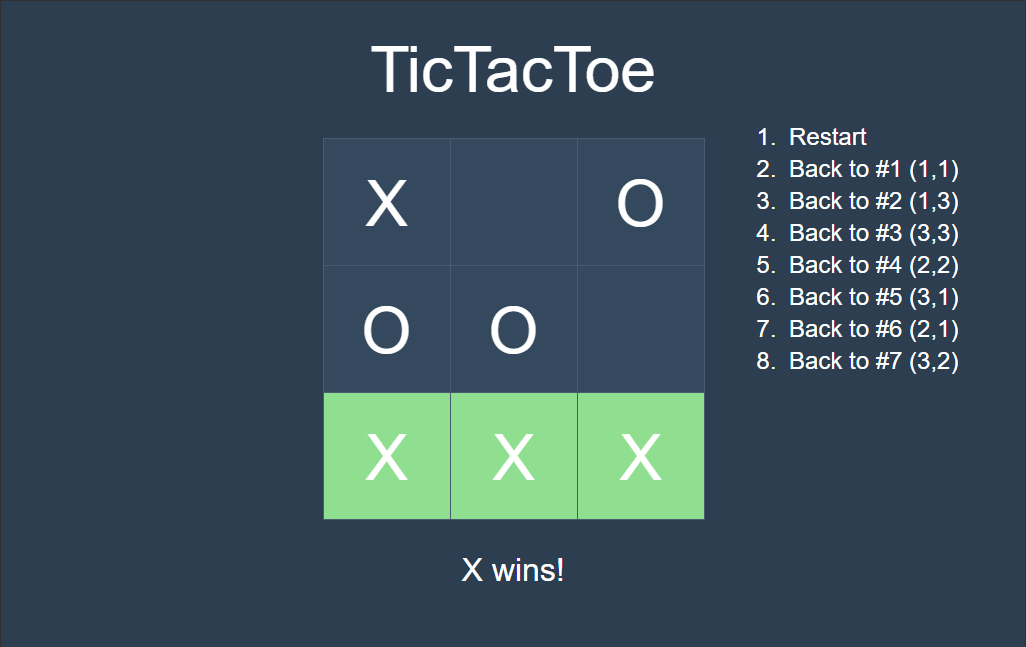 TicTacToe
X O
O O
X X X
X wins!
1. Restart
2. Back to #1 (1,1)
3. Back to #2 (1,3)
4. Back to #3 (3,3)
5. Back to #4 (2,2)
6. Back to #5 (3,1)
7. Back to #6 (2,1)
8. Back to #7 (3,2)